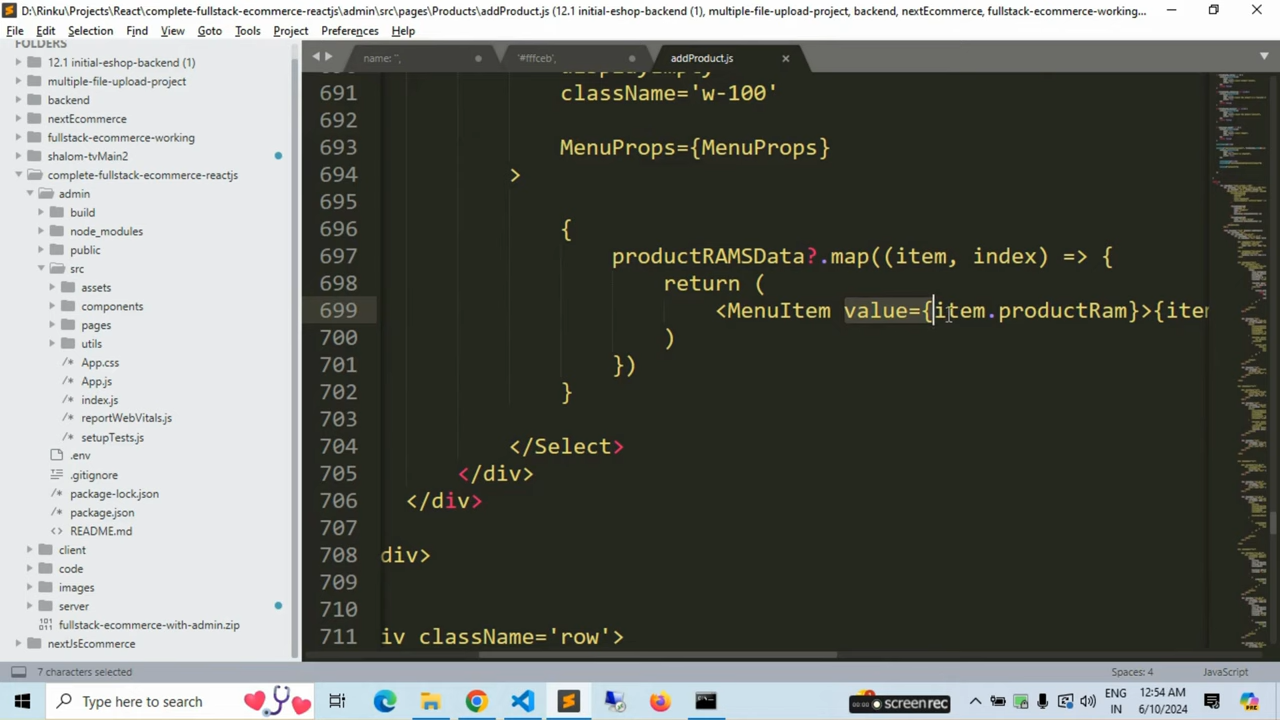 D:\Rinku\Projects\React\complete-fullstack-ecommerce-reactjs\admin\src\pages\Products\addProduct.js (12.1 initial-eshop-backend (1), multiple-file-upload-project, backend, nextEcommerce, fullstack-ecommerce-working...
File Edit Selection Find View Goto Tools Project Preferences Help
FOLDERS
12.1 initial-eshop-backend (1)
multiple-file-upload-project
backend
nextEcommerce
fullstack-ecommerce-working
shalom-tvMain2
complete-fullstack-ecommerce-reactjs
admin
build
node_modules
public
src
assets
components
pages
utils
App.css
App.js
index.js
reportWebVitals.js
setupTests.js
.env
.gitignore
package-lock.json
package.json
README.md
client
code
images
server
fullstack-ecommerce-with-admin.zip
nextJsEcommerce
name: '',
'#fffceb',
addProduct.js
displayEmpty
691 className='w-100'
692
693 MenuProps={MenuProps}
694 >
695
696 {
697 productRAMSData?.map((item, index) => {
698 return (
699 <MenuItem value={item.productRam}>{item
700 )
701 })
702 }
703
704 </Select>
705 </div>
706 </div>
707
708 div>
709
710
711 iv className='row'>
7 characters selected
Spaces: 4
JavaScript
Type here to search
screenrec
ENG
IN
12:54 AM
6/10/2024